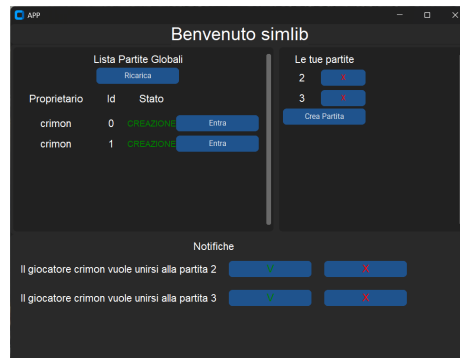 APP
Benvenuto simlib
Lista Partite Globali
Ricarica
Proprietario Id Stato
crimon 0 CREAZIONE Entra
crimon 1 CREAZIONE Entra
Le tue partite
2 X
3 X
Crea Partita
Notifiche
Il giocatore crimon vuole unirsi alla partita 2 X
Il giocatore crimon vuole unirsi alla partita 3 X